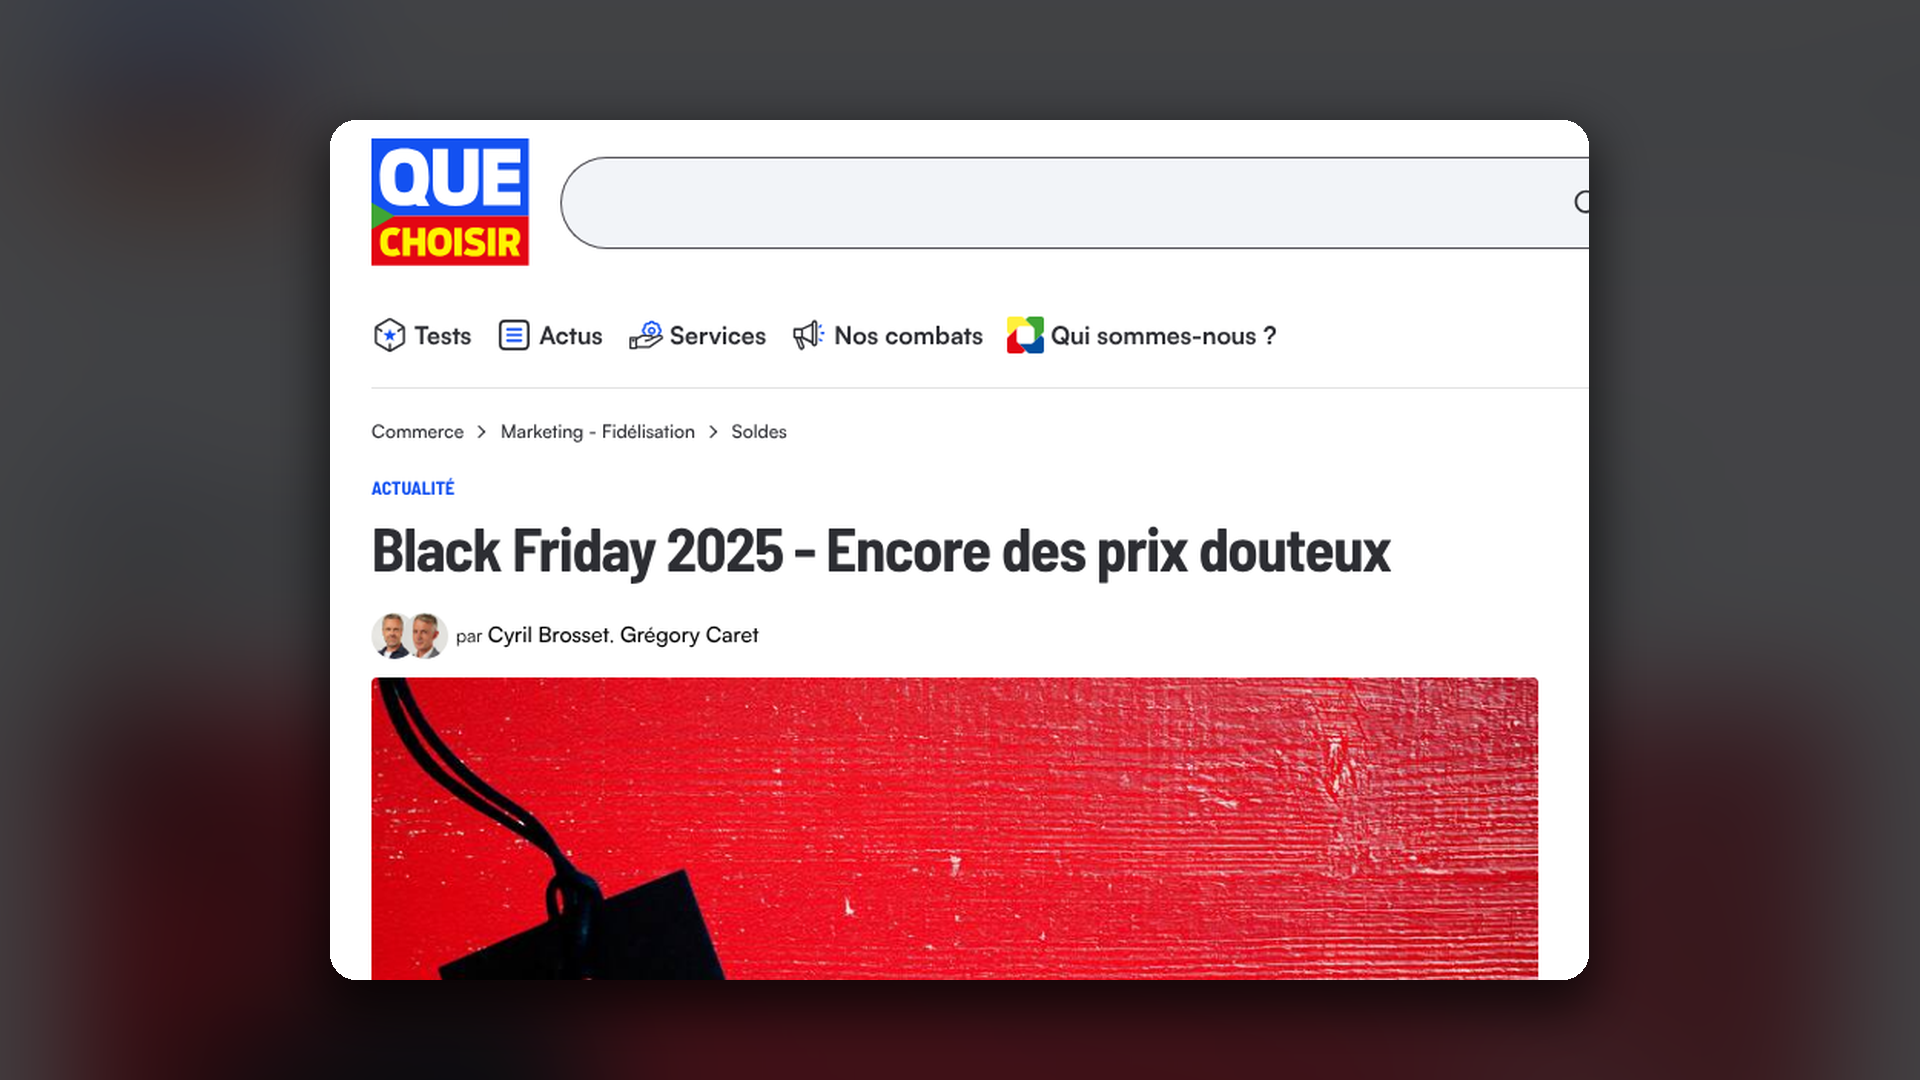 QUE
CHOISIR
Tests
Actus
Services
Nos combats
Qui sommes-nous ?
Commerce > Marketing - Fidélisation > Soldes
ACTUALITÉ
Black Friday 2025 - Encore des prix douteux
par Cyril Brosset, Grégory Caret